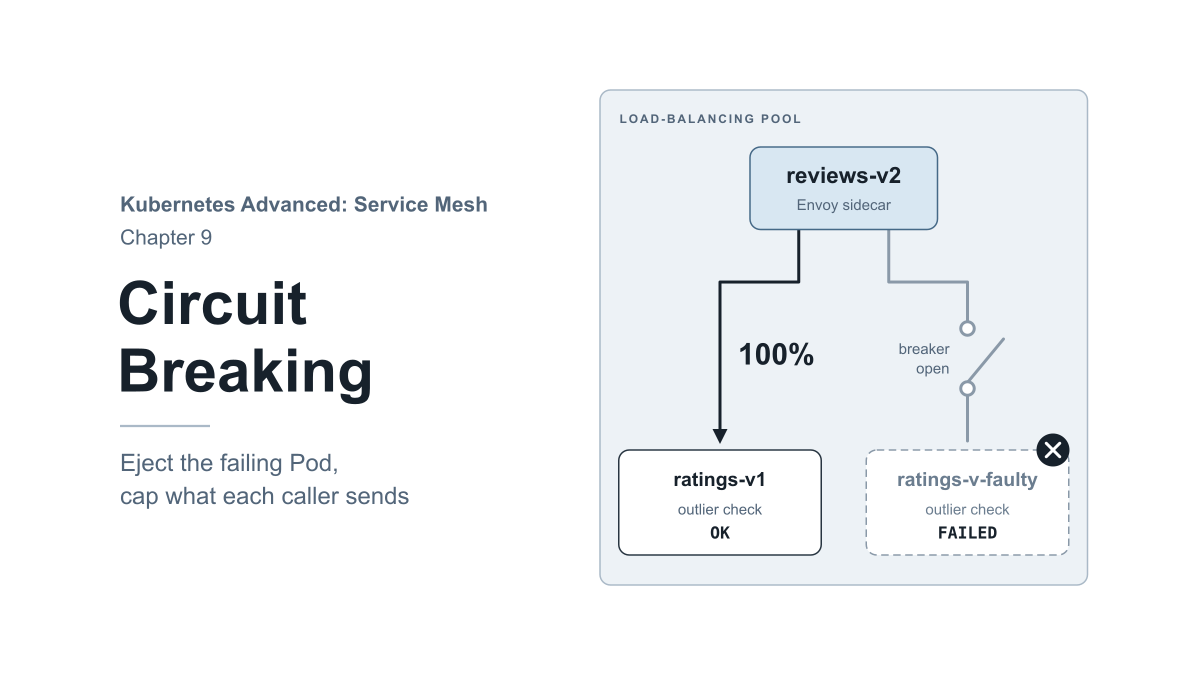 Kubernetes Advanced: Service Mesh
Chapter 9
Circuit
Breaking
Eject the failing Pod,
cap what each caller sends
LOAD-BALANCING POOL
reviews-v2
Envoy sidecar
100%
breaker
open
ratings-v1
outlier check
OK
ratings-v-faulty
outlier check
FAILED